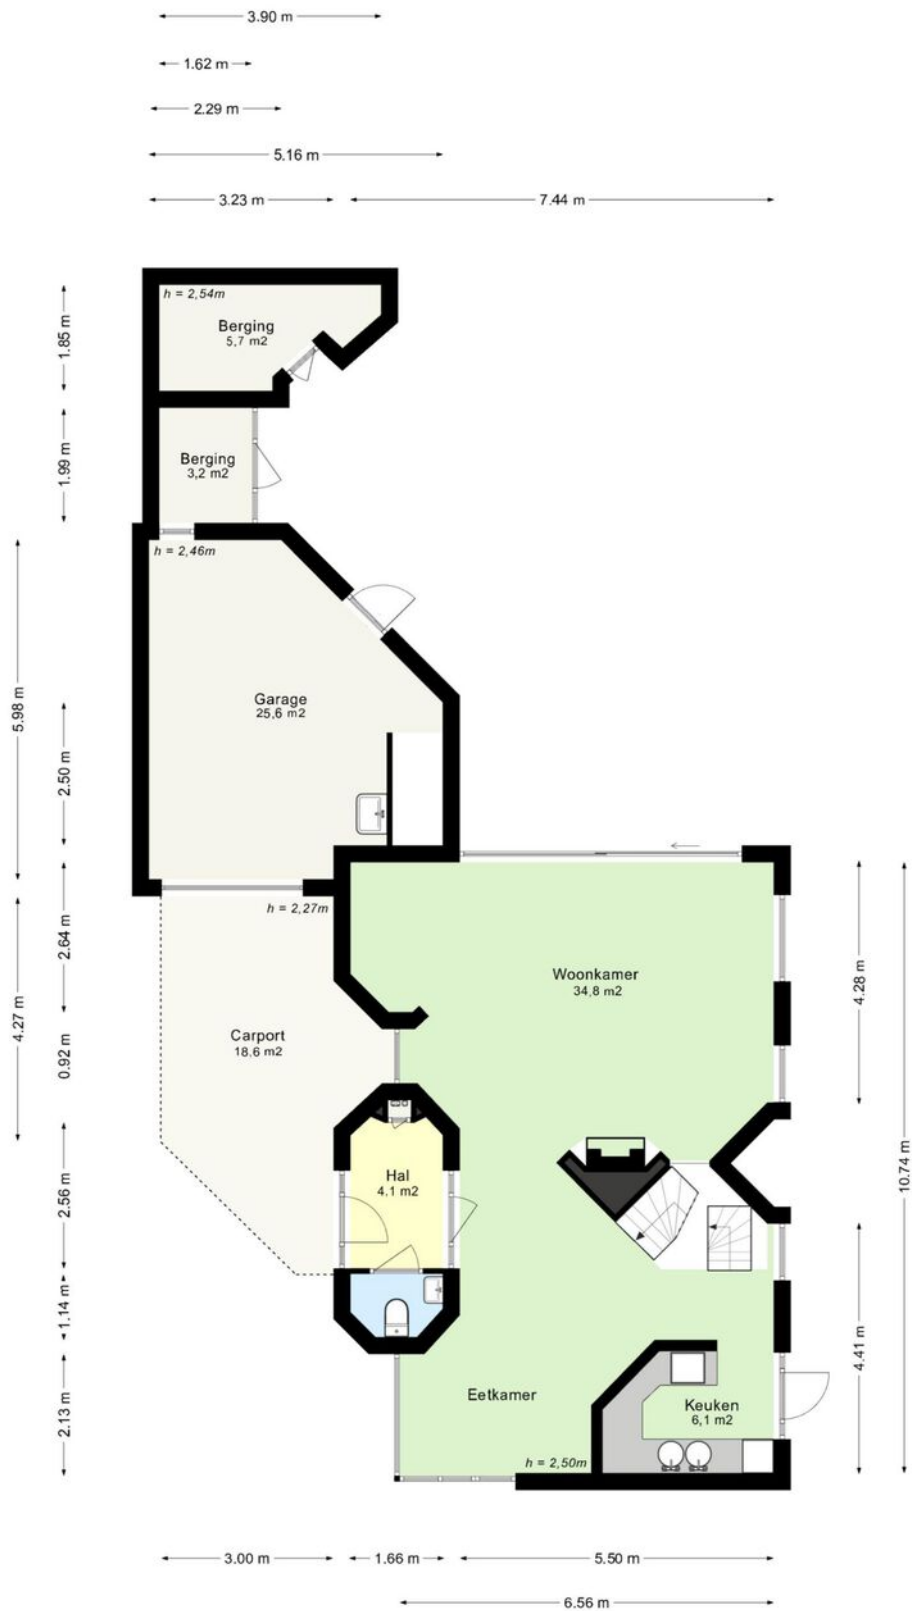 3.90 m
1.62 m
2.29 m
5.16 m
3.23 m
7.44 m
h = 2,54m
Berging
5,7 m2
1.85 m
Berging
3,2 m2
1.99 m
h = 2,46m
Garage
25,6 m2
5.98 m
2.50 m
h = 2,27m
2.64 m
Woonkamer
34,8 m2
4.28 m
Carport
18.6 m2
4.27 m
0.92 m
Hal
4.1 m2
2.56 m
10.74 m
1.14 m
4.41 m
Eetkamer
Keuken
6,1 m2
2.13 m
h = 2,50m
3.00 m
1.66 m
5.50 m
6.56 m